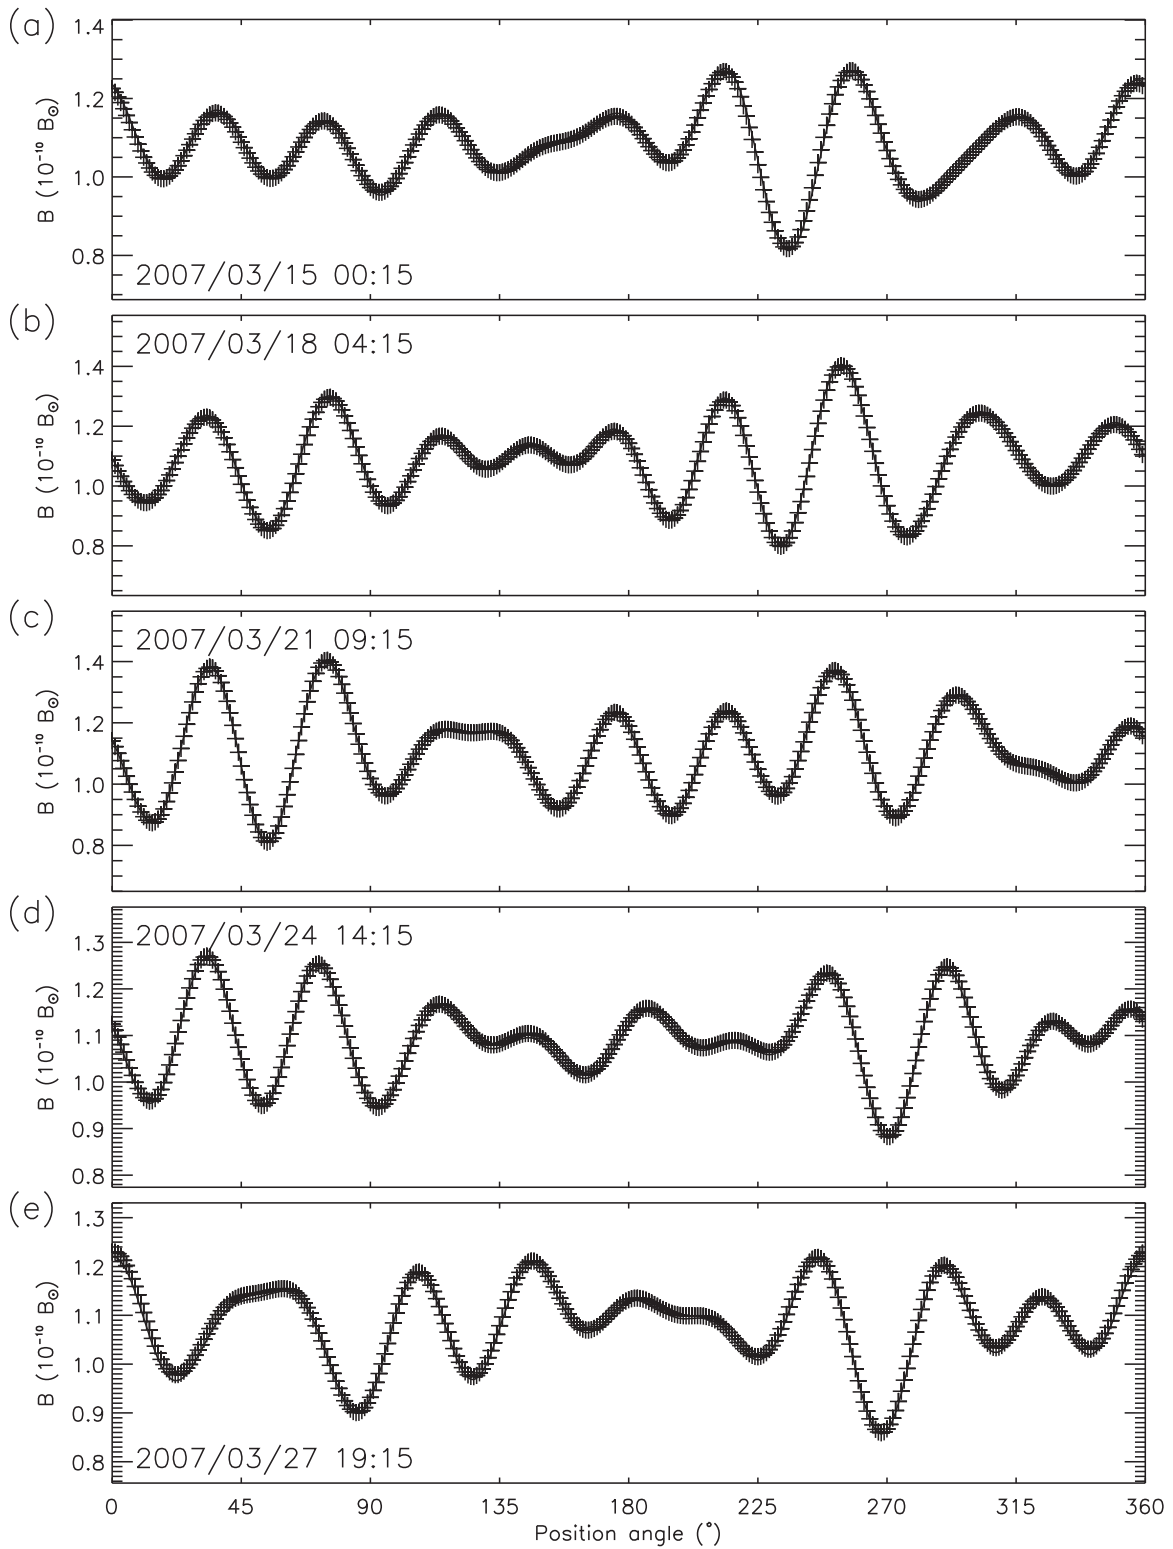 (a)
1.4
1.2
1.0
0.8
B (10⁻¹⁰ B☉)
2007/03/15 00:15
(b)
2007/03/18 04:15
1.4
1.2
1.0
0.8
B (10⁻¹⁰ B☉)
(c)
2007/03/21 09:15
1.4
1.2
1.0
0.8
B (10⁻¹⁰ B☉)
(d)
2007/03/24 14:15
1.3
1.2
1.1
1.0
0.9
0.8
B (10⁻¹⁰ B☉)
(e)
1.3
1.2
1.1
1.0
0.9
0.8
B (10⁻¹⁰ B☉)
2007/03/27 19:15
0 45 90 135 180 225 270 315 360
Position angle (°)